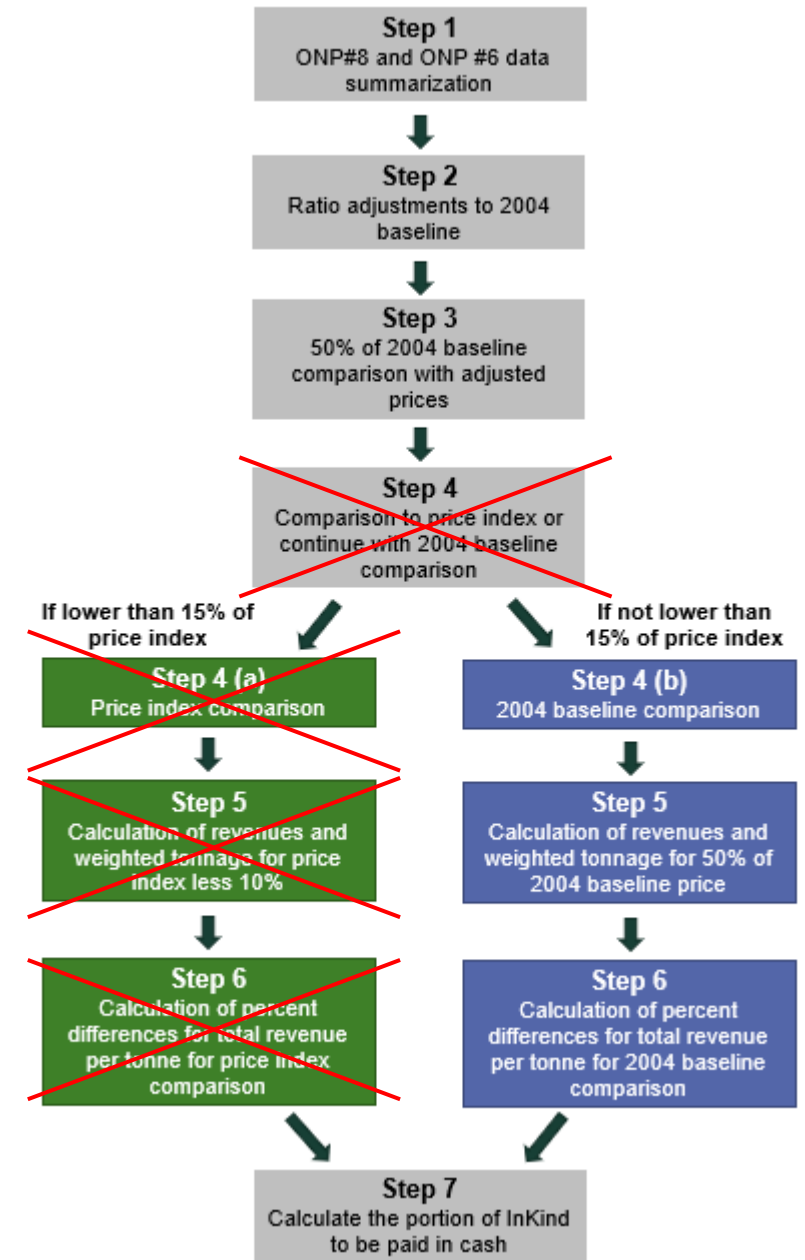 Step 1
ONP#8 and ONP #6 data
summarization
Step 2
Ratio adjustments to 2004
baseline
Step 3
50% of 2004 baseline
comparison with adjusted
prices
Step 4
Comparison to price index or
continue with 2004 baseline
comparison
If lower than 15% of
price index
If not lower than
15% of price index
Step 4 (a)
Price index comparison
Step 4 (b)
2004 baseline comparison
Step 5
Calculation of revenues and
weighted tonnage for price
index less 10%
Step 5
Calculation of revenues and
weighted tonnage for 50% of
2004 baseline price
Step 6
Calculation of percent
differences for total revenue
per tonne for price index
comparison
Step 6
Calculation of percent
differences for total revenue
per tonne for 2004 baseline
comparison
Step 7
Calculate the portion of InKind
to be paid in cash